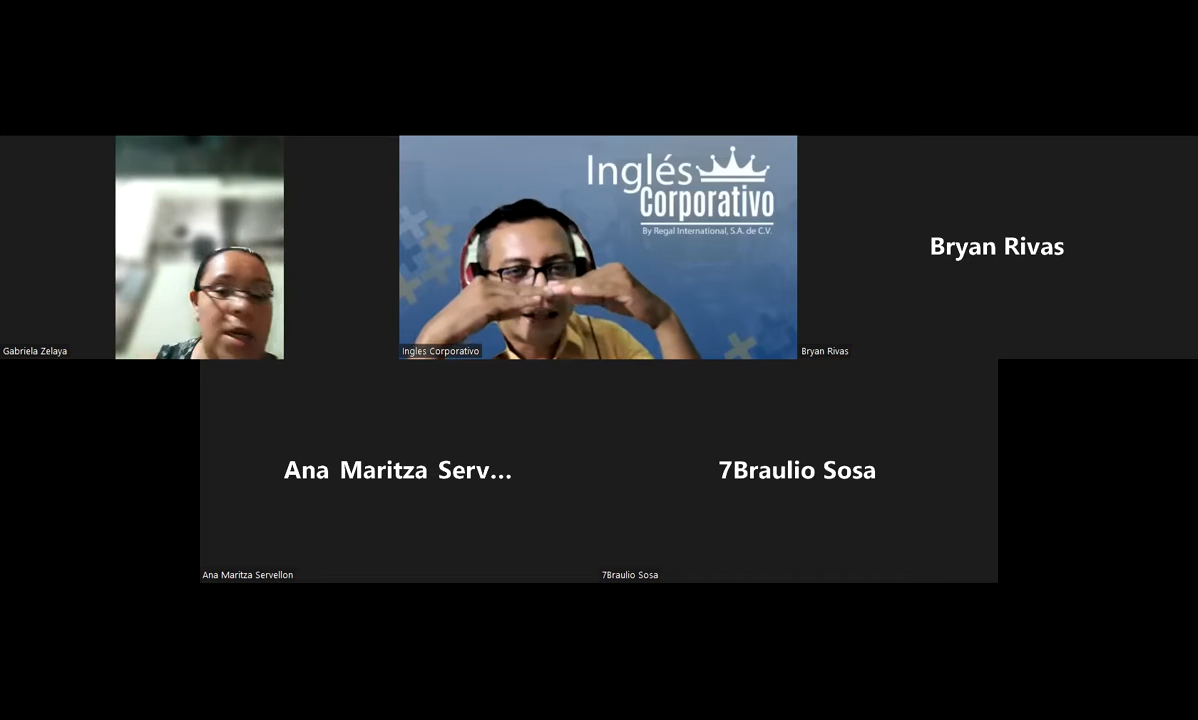 Inglés
Corporativo
By Regal International, S.A. de C.V.
Bryan Rivas
Gabriela Zelaya
Ingles Corporativo
Bryan Rivas
Ana Maritza Serv...
7Braulio Sosa
Ana Maritza Servellon
7Braulio Sosa